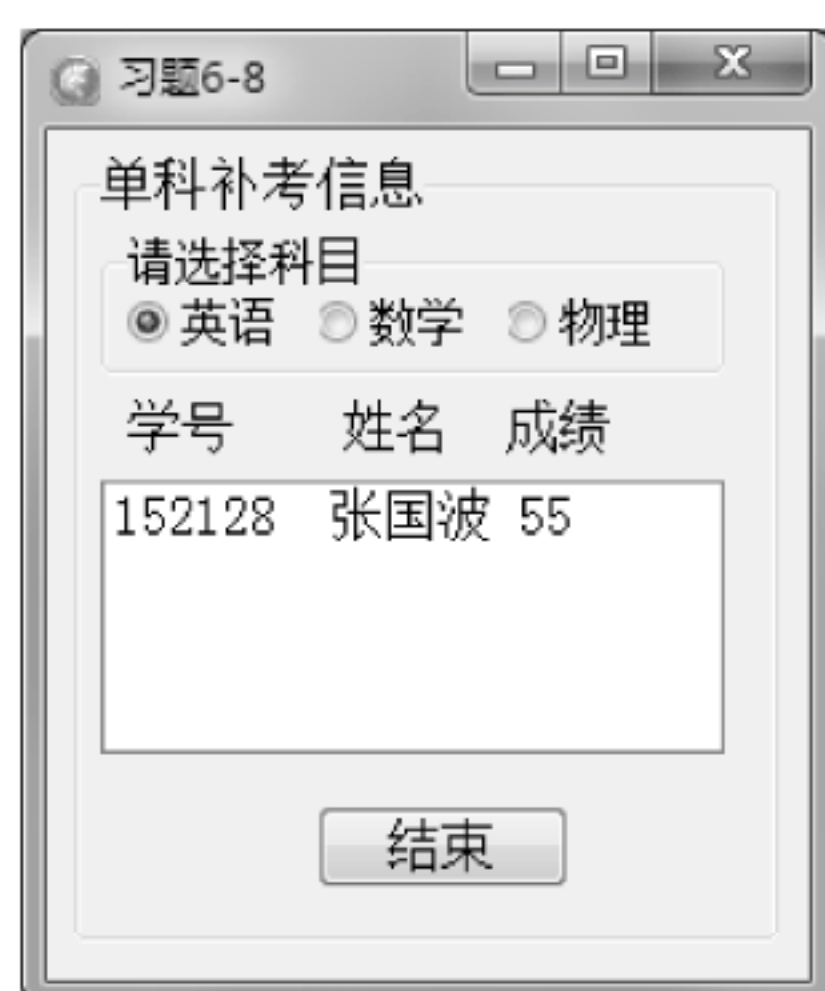 习题6-8
单科补考信息
请选择科目
英语 数学 物理
学号 姓名 成绩
152128 张国波 55
结束